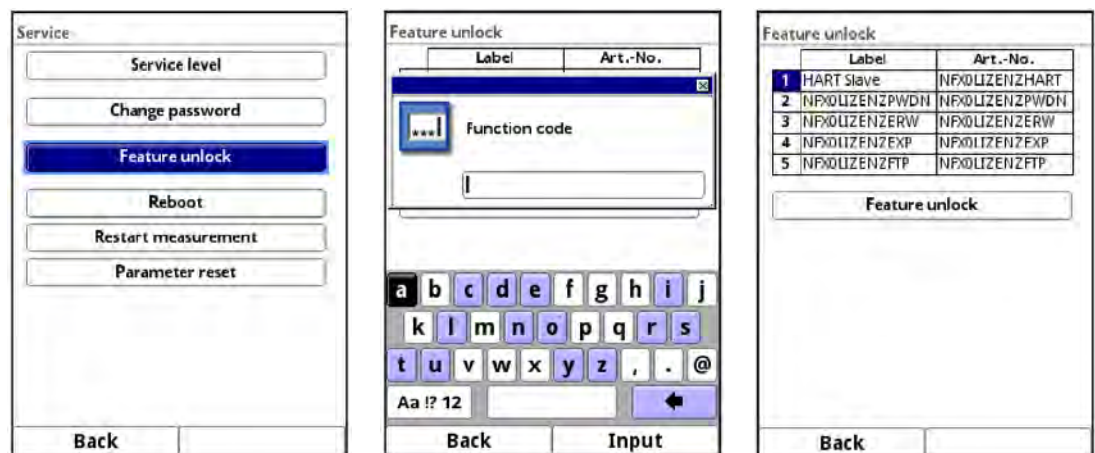 Service
Service level
Change password
Feature unlock
Reboot
Restart measurement
Parameter reset
Back
Feature unlock
Label Art.-No.
Function code
a b c d e f g h i j
k l m n o p q r s
t u v w x y z , . @
Aa !? 12
Back Input
Feature unlock
Label Art.-No.
1 HART Slave NFX0LIZENZHART
2 NFX0LIZENZPWDN NFX0LIZENZPWDN
3 NFX0LIZENZERW NFX0LIZENZERW
4 NFX0LIZENZEXP NFX0LIZENZEXP
5 NFX0LIZENZFTP NFX0LIZENZFTP
Feature unlock
Back